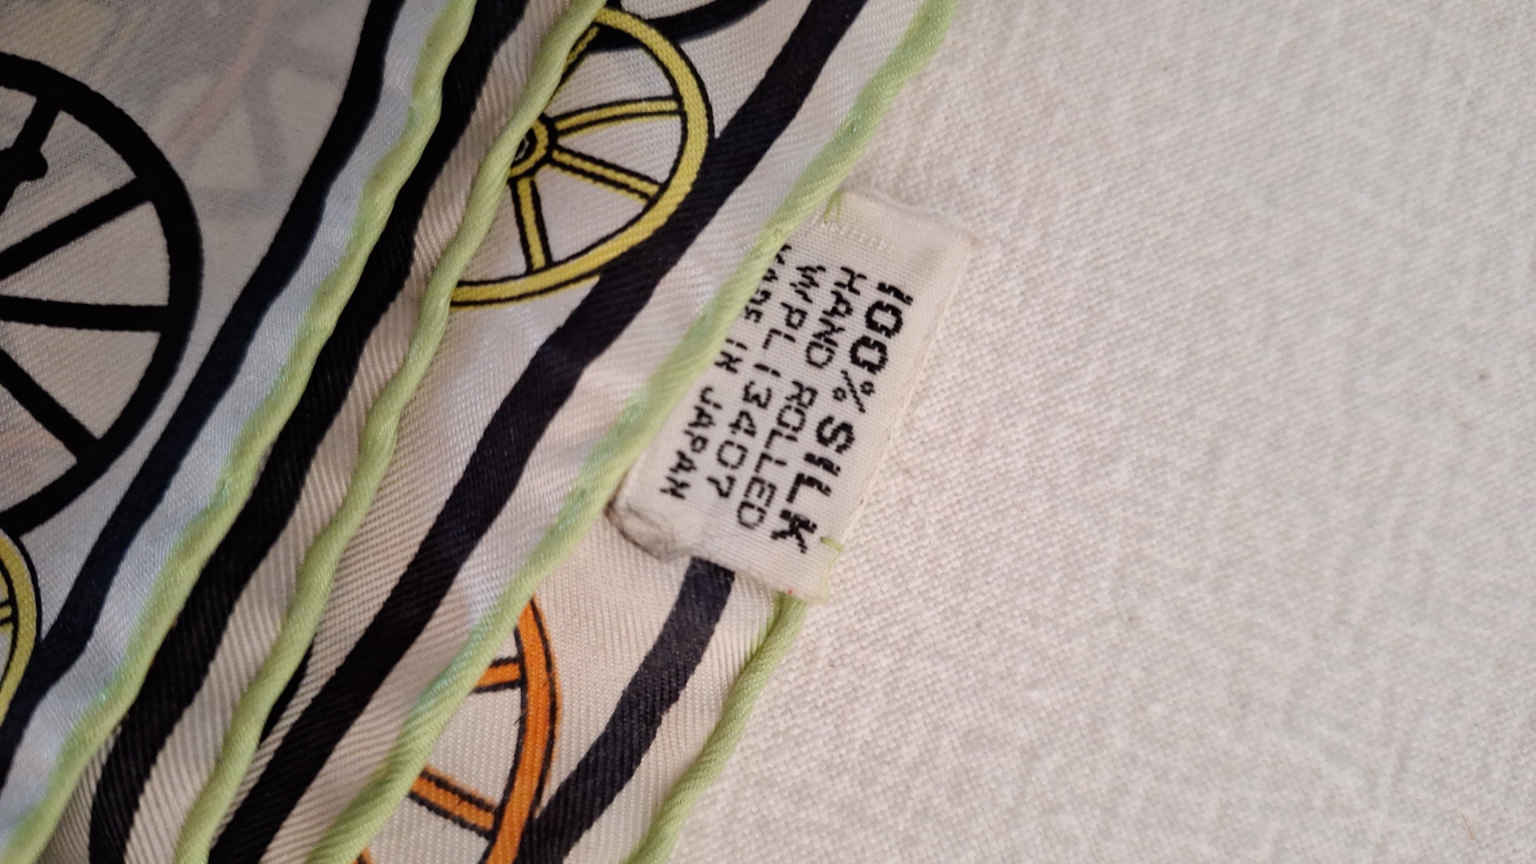 100% SILK
HAND ROLLED
WPL 13407
MADE IN JAPAN